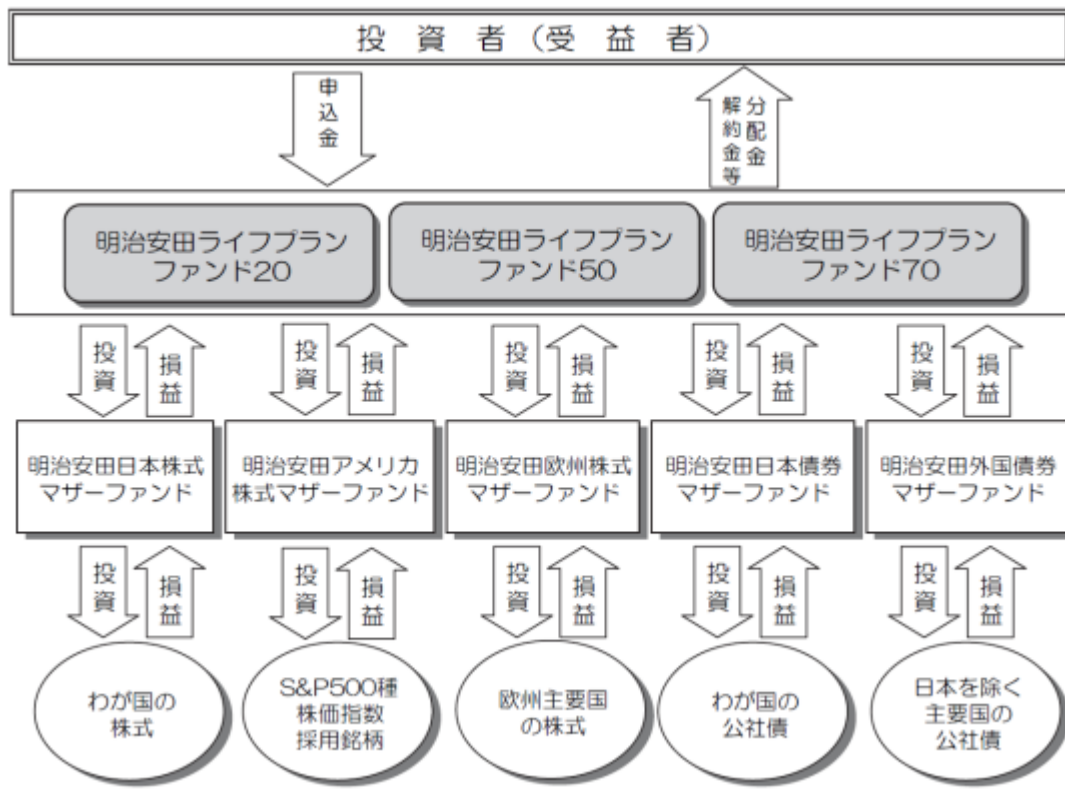 投資者（受益者）
申込金
分配金
解約金等
明治安田ライフプラン
ファンド20
明治安田ライフプラン
ファンド50
明治安田ライフプラン
ファンド70
投資
損益
投資
損益
投資
損益
投資
損益
投資
損益
明治安田日本株式
マザーファンド
明治安田アメリカ
株式マザーファンド
明治安田欧州株式
マザーファンド
明治安田日本債券
マザーファンド
明治安田外国債券
マザーファンド
投資
損益
投資
損益
投資
損益
投資
損益
投資
損益
わが国の
株式
S&P500種
株価指数
採用銘柄
欧州主要国
の株式
わが国の
公社債
日本を除く
主要国の
公社債